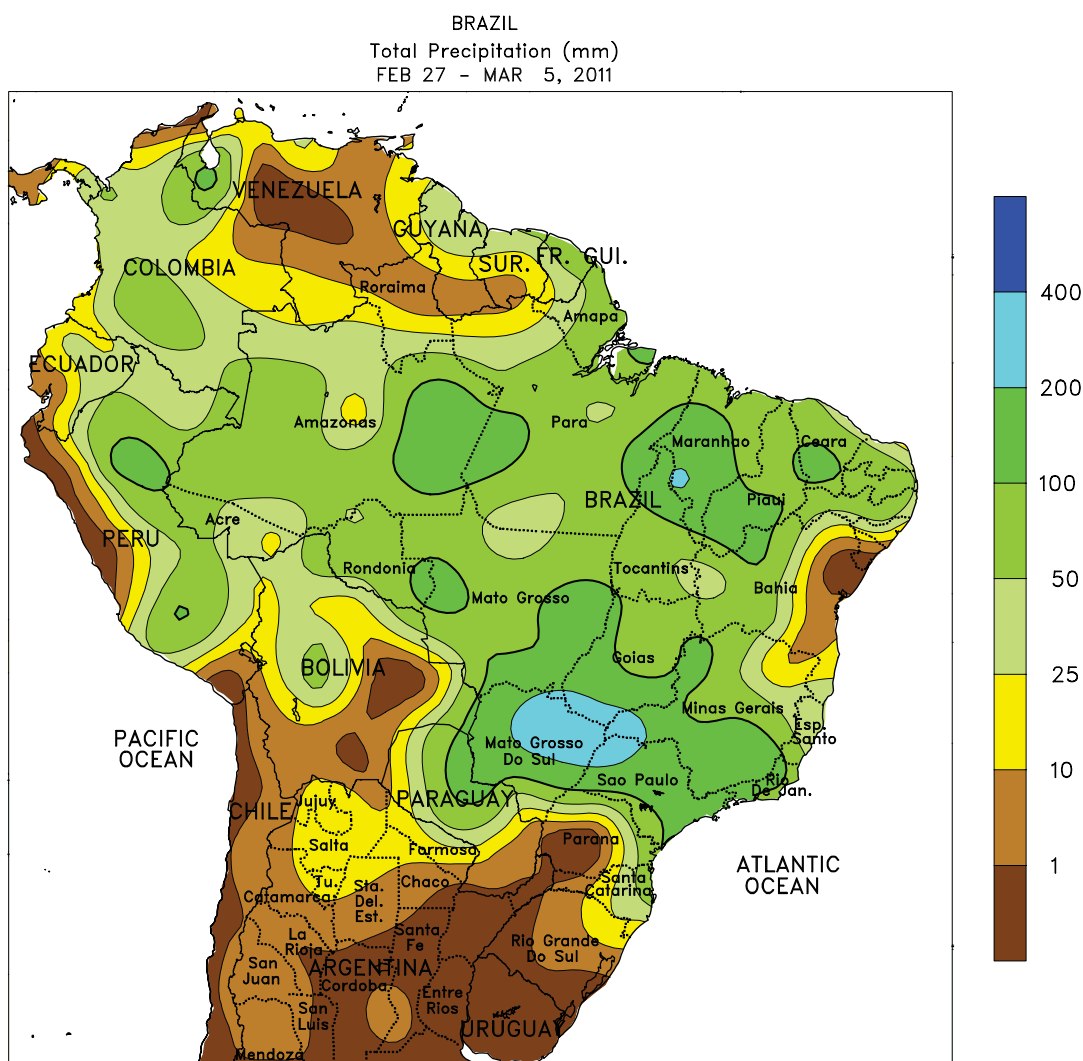 BRAZIL
Total Precipitation (mm)
FEB 27 - MAR 5, 2011
VENEZUELA
GUYANA
COLOMBIA
SUR.
FR. GUI.
Roraima
Amapa
ECUADOR
Amazonas
Para
Maranhao
Ceara
BRAZIL
Piaui
Acre
PERU
Rondonia
Tocantins
Mato Grosso
Bahia
BOLIVIA
Goias
Minas Gerais
Esp.
Santo
PACIFIC
OCEAN
Mato Grosso
Do Sul
Sao Paulo
Rio
De Jan.
CHILE
Jujuy
PARAGUAY
Salta
Formosa
Parana
ATLANTIC
OCEAN
Tu.
Catamarca
Sta.
Del.
Est.
Chaco
Santa
Catarina
La
Rioja
Santa
Fe
Rio Grande
Do Sul
San
Juan
ARGENTINA
Cordoba
San
Luis
Entre
Rios
URUGUAY
Mendoza
400
200
100
50
25
10
1